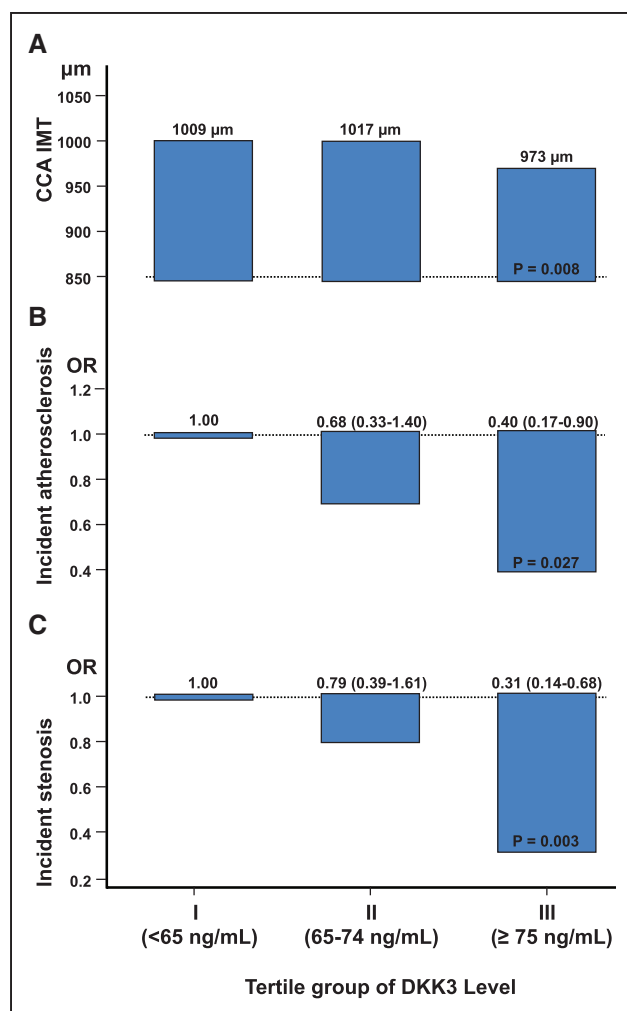 A
µm
1050
1000
950
900
850
CCA IMT
1009 µm
1017 µm
973 µm
P = 0.008
B
OR
1.2
1.0
0.8
0.6
0.4
Incident atherosclerosis
1.00
0.68 (0.33-1.40)
0.40 (0.17-0.90)
P = 0.027
C
OR
1.0
0.8
0.6
0.4
0.2
Incident stenosis
1.00
0.79 (0.39-1.61)
0.31 (0.14-0.68)
P = 0.003
I II III
(<65 ng/mL) (65-74 ng/mL) (≥ 75 ng/mL)
Tertile group of DKK3 Level